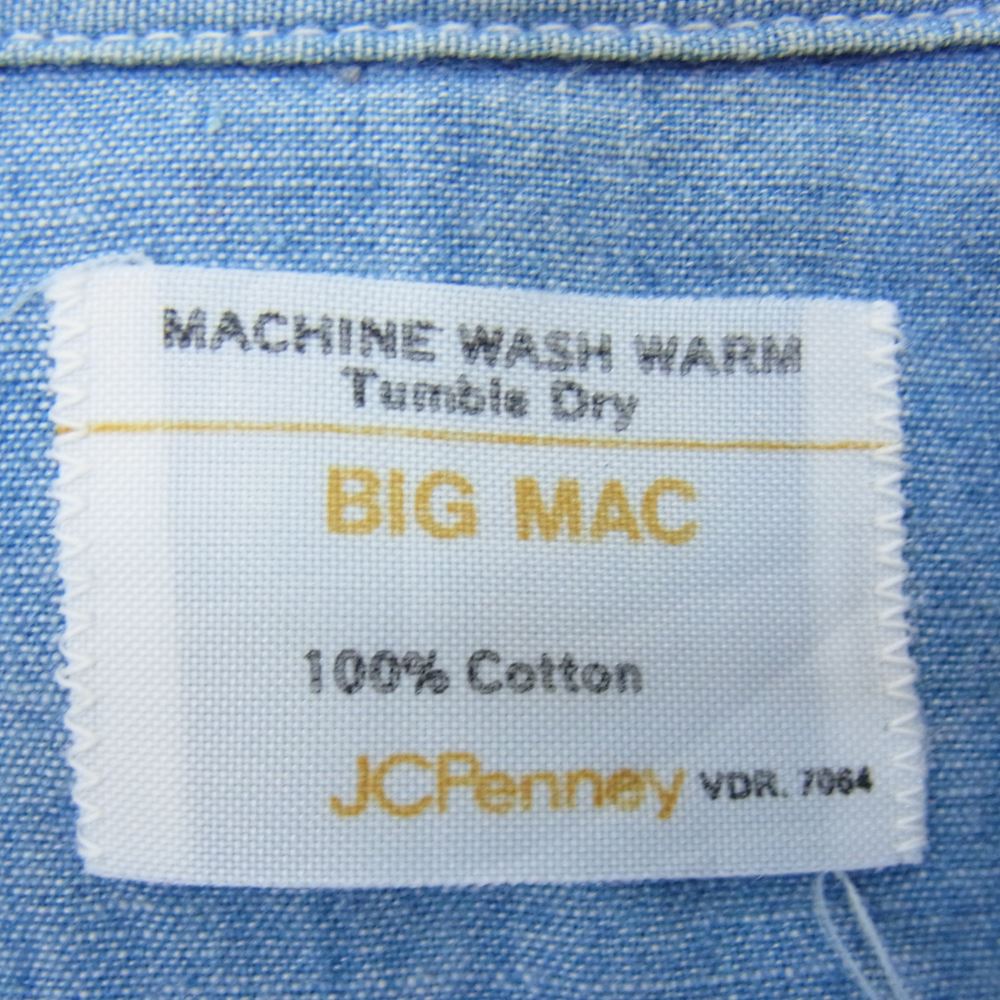 MACHINE WASH WARM
Tumble Dry
BIG MAC
100% Cotton
JCPenney VDR. 7064